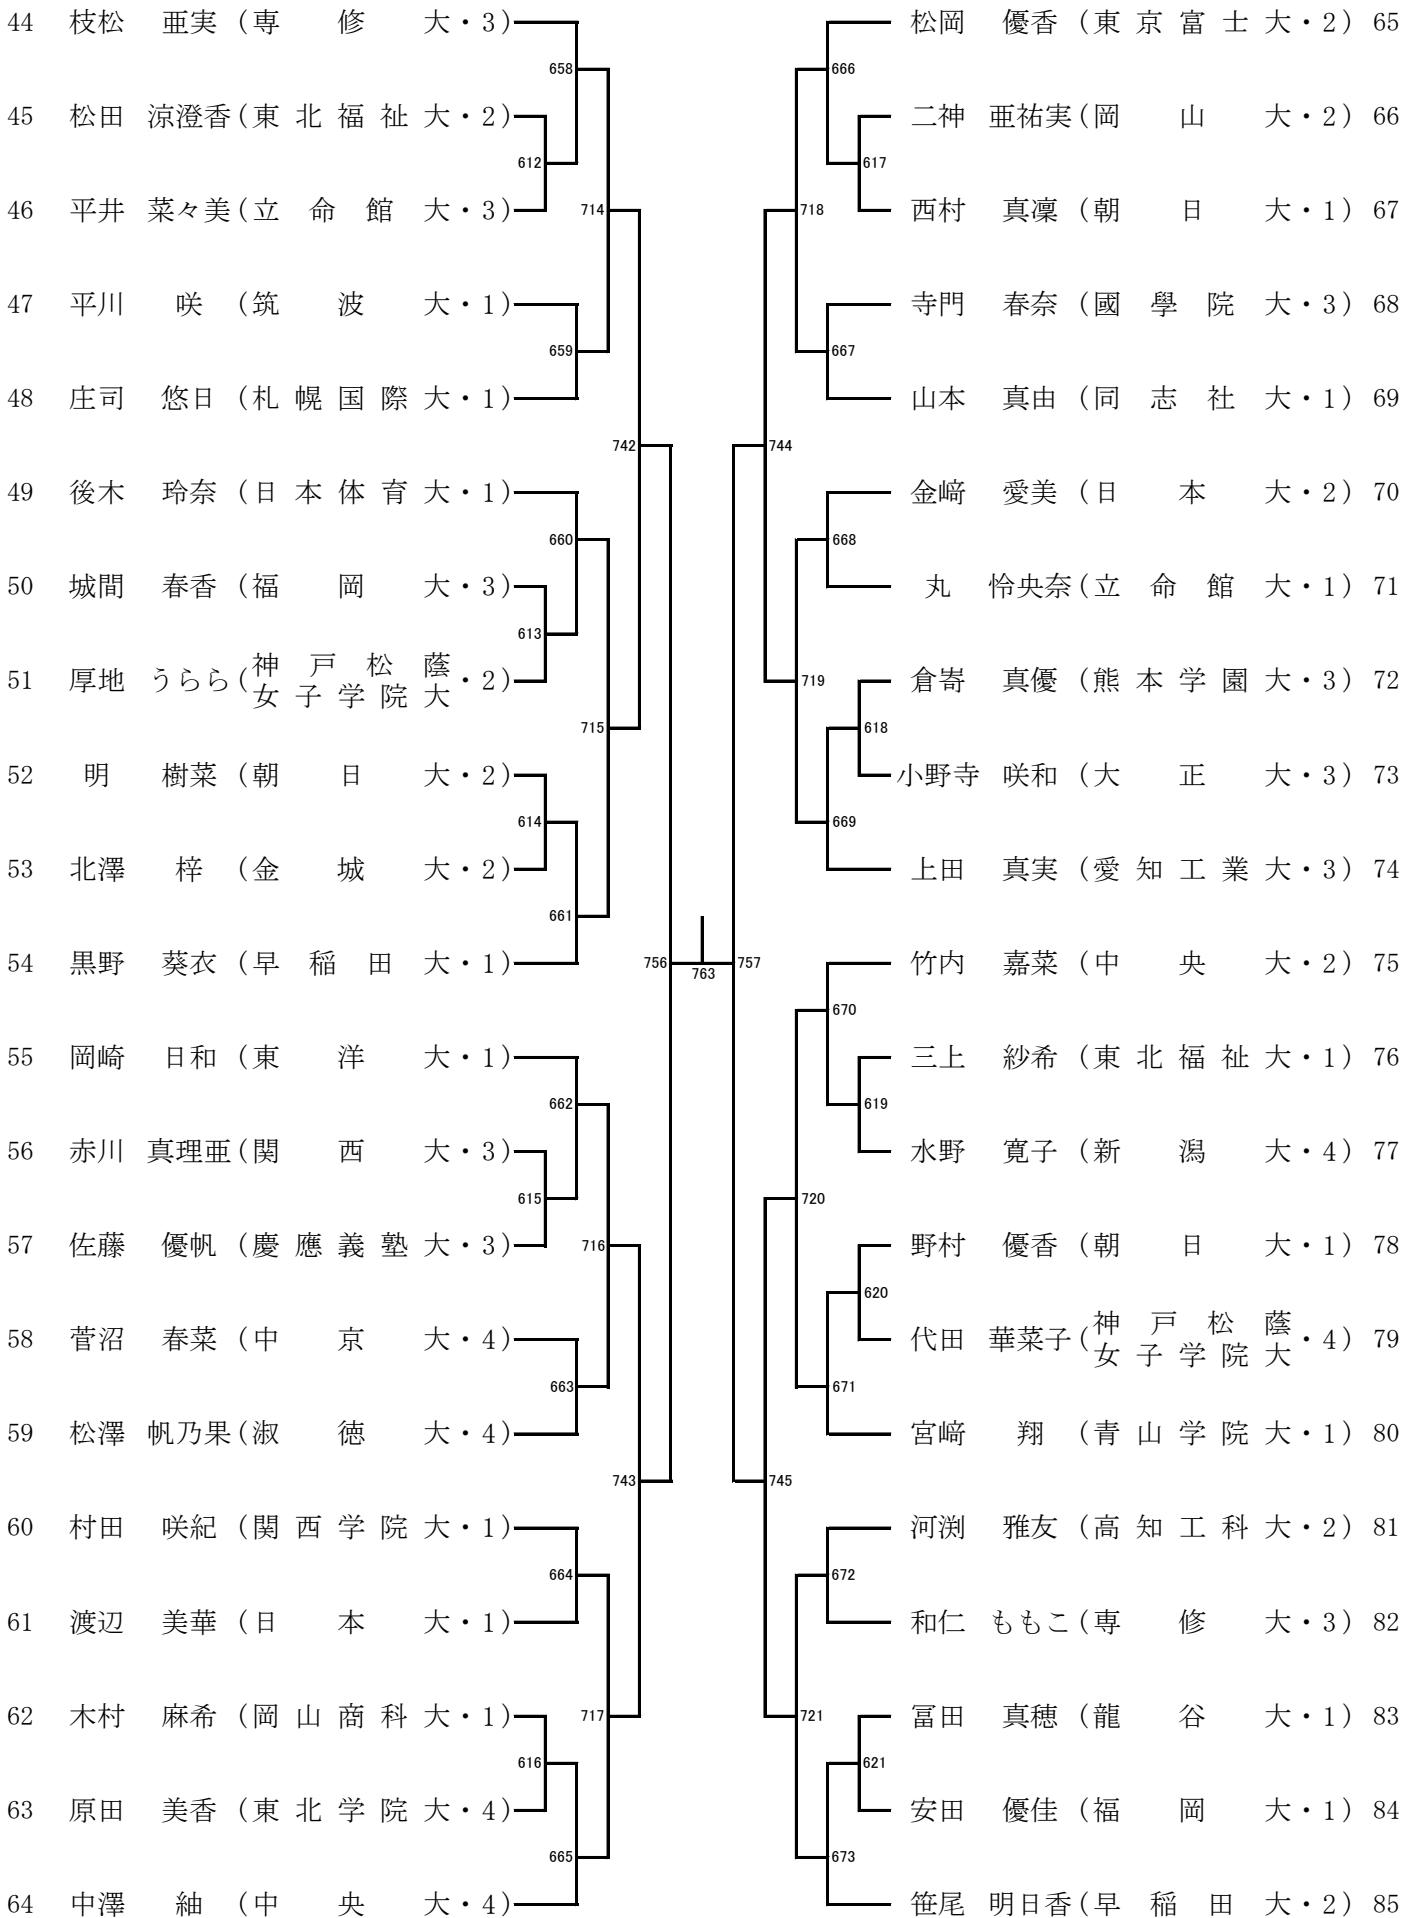 44 枝松 亜実 (専修大・3)
45 松田 涼澄香 (東北福祉大・2)
46 平井 菜々美 (立命館大・3)
47 平川 咲 (筑波大・1)
48 庄司 悠日 (札幌国際大・1)
49 後木 玲奈 (日本体育大・1)
50 城間 春香 (福岡大・3)
51 厚地 うらら (神戸松蔭女子学院大・2)
52 明 樹菜 (朝日大・2)
53 北澤 梓 (金城大・2)
54 黒野 葵衣 (早稲田大・1)
55 岡崎 日和 (東洋大・1)
56 赤川 真理亜 (関西大・3)
57 佐藤 優帆 (慶應義塾大・3)
58 菅沼 春菜 (中京大・4)
59 松澤 帆乃果 (淑徳大・4)
60 村田 咲紀 (関西学院大・1)
61 渡辺 美華 (日本大・1)
62 木村 麻希 (岡山商科大・1)
63 原田 美香 (東北学院大・4)
64 中澤 紬 (中央大・4)
658
612
714
659
742
660
613
715
614
661
756
662
615
716
663
743
664
717
616
665
763
松岡 優香 (東京富士大・2) 65
二神 亜祐実 (岡山大・2) 66
西村 真凜 (朝日大・1) 67
寺門 春奈 (國學院大・3) 68
山本 真由 (同志社大・1) 69
金﨑 愛美 (日本大・2) 70
丸 怜央奈 (立命館大・1) 71
倉嵜 真優 (熊本学園大・3) 72
小野寺 咲和 (大正大・3) 73
上田 真実 (愛知工業大・3) 74
竹内 嘉菜 (中央大・2) 75
三上 紗希 (東北福祉大・1) 76
水野 寛子 (新潟大・4) 77
野村 優香 (朝日大・1) 78
代田 華菜子 (神戸松蔭女子学院大・4) 79
宮﨑 翔 (青山学院大・1) 80
河渕 雅友 (高知工科大・2) 81
和仁 ももこ (専修大・3) 82
冨田 真穂 (龍谷大・1) 83
安田 優佳 (福岡大・1) 84
笹尾 明日香 (早稲田大・2) 85
666
617
718
667
744
668
719
618
669
757
670
619
720
620
671
745
672
721
621
673